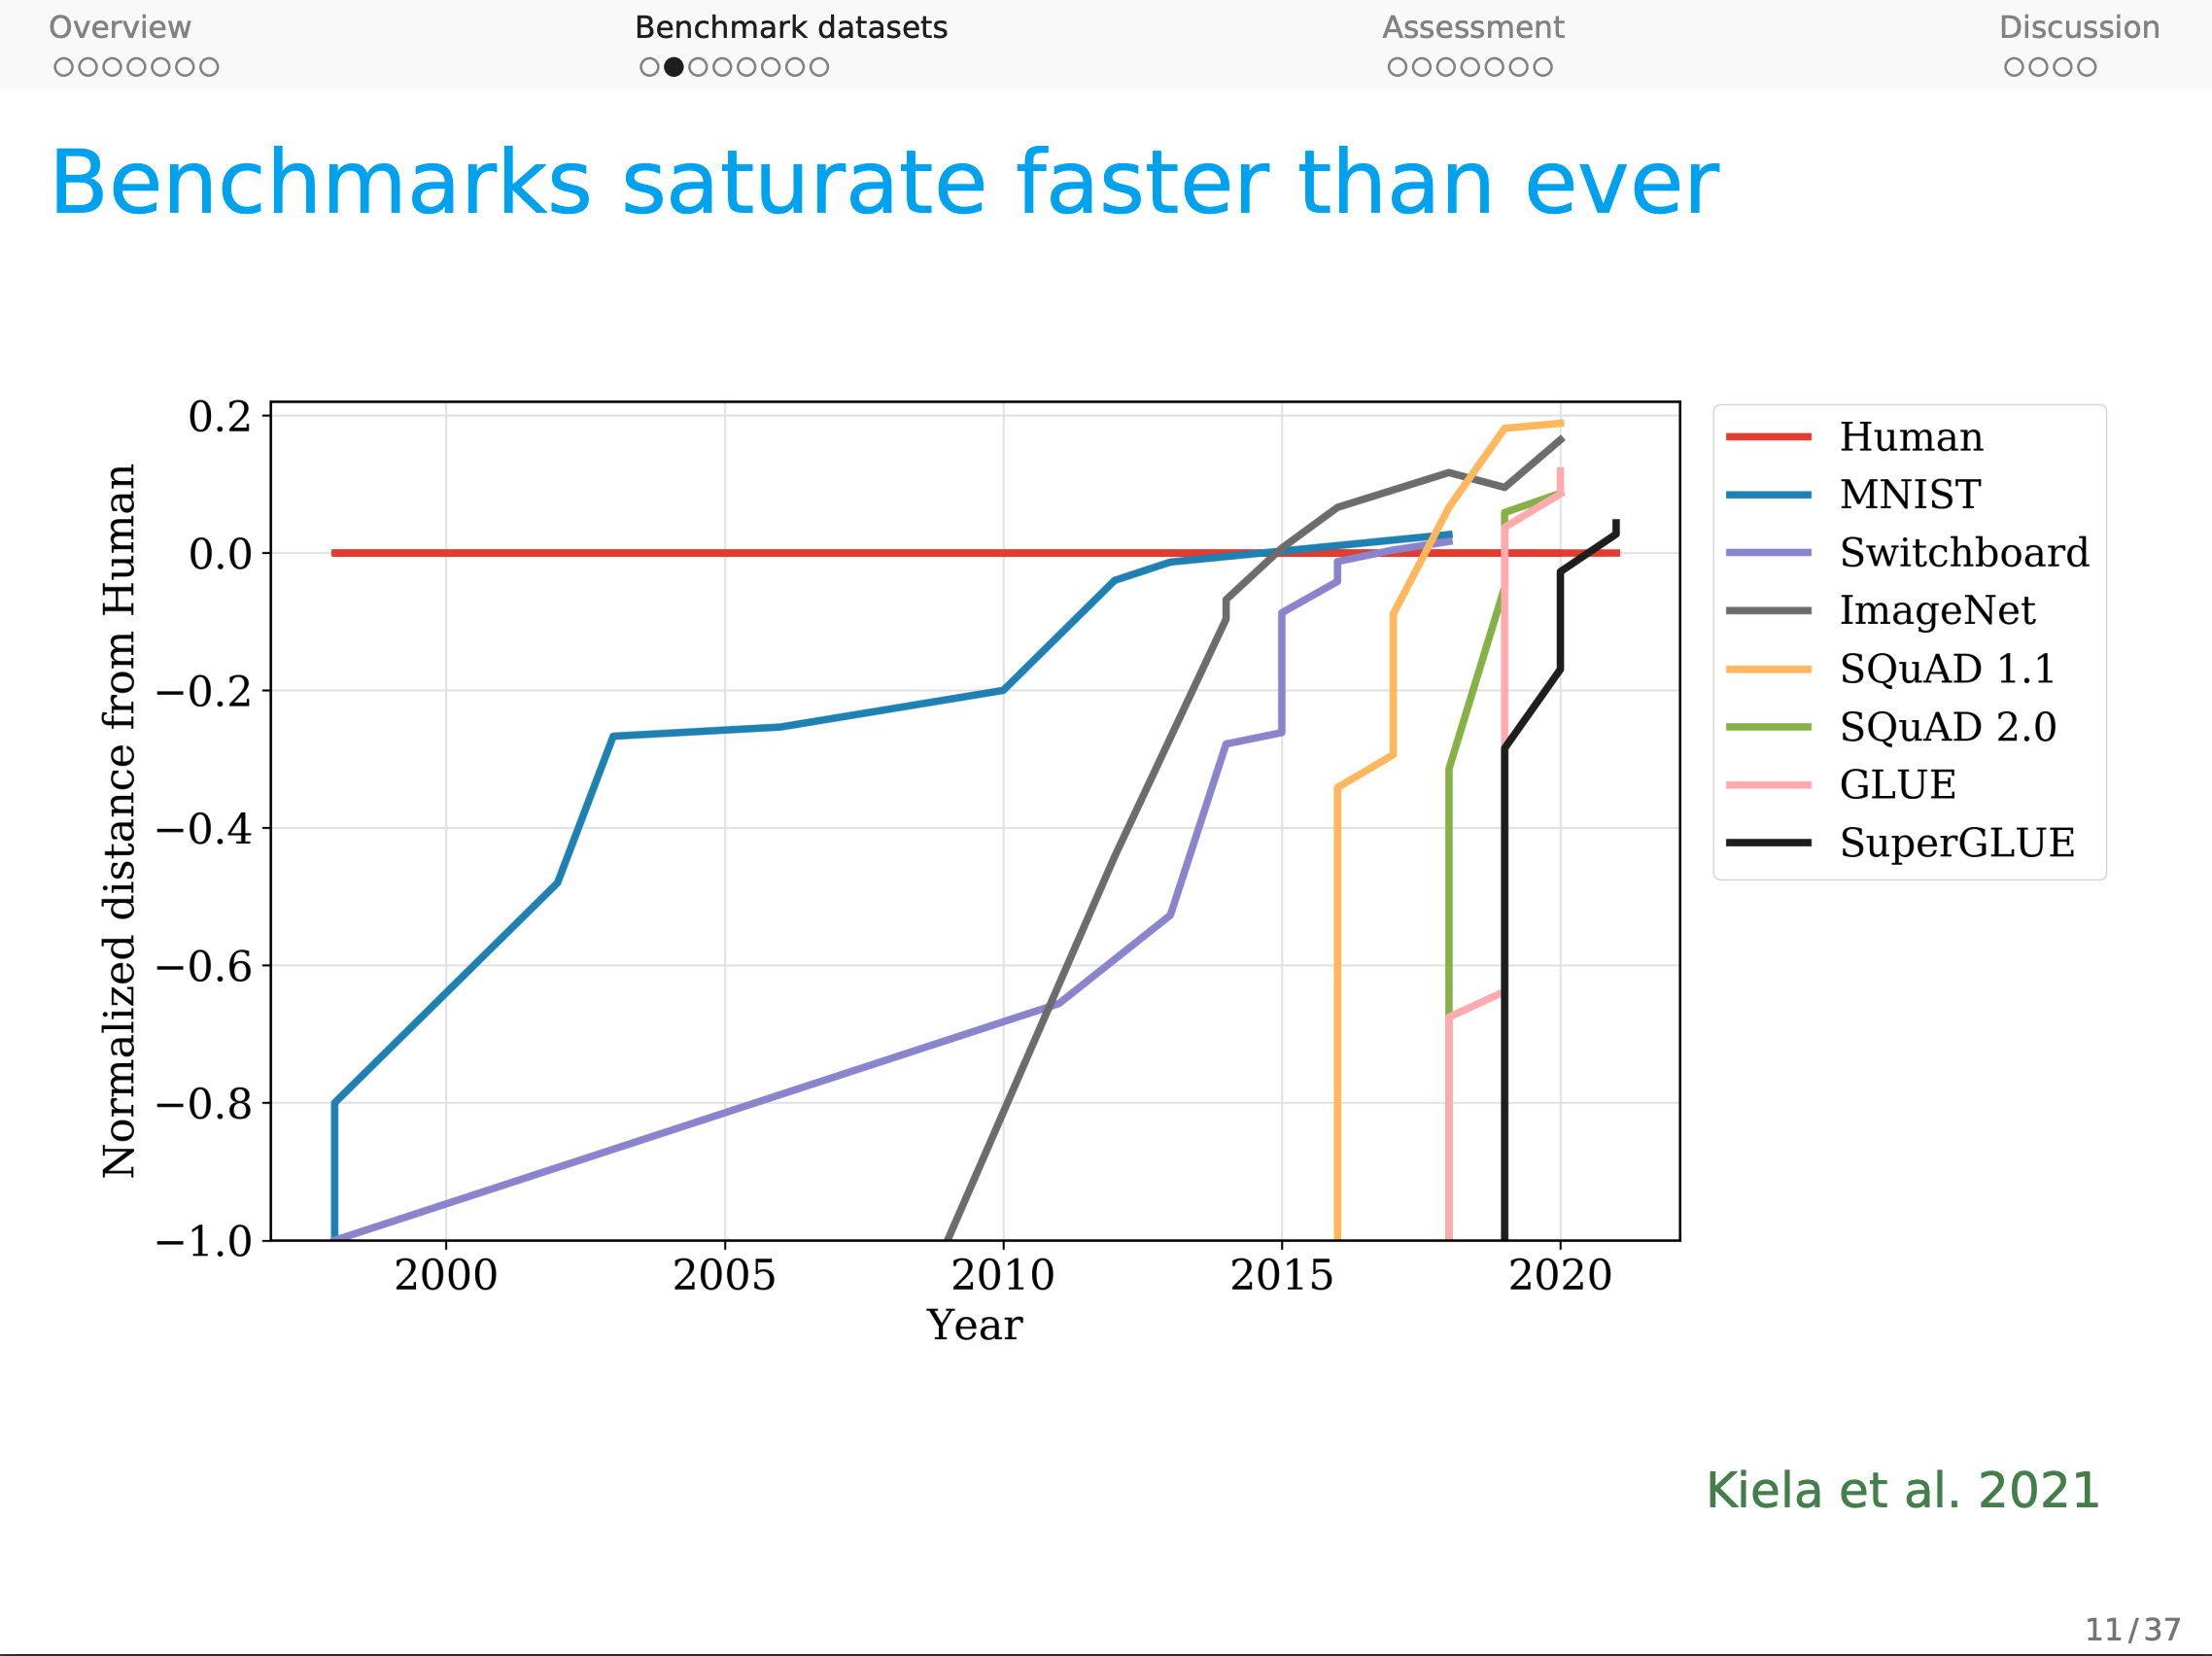 Overview
Benchmark datasets
Assessment
Discussion
Benchmarks saturate faster than ever
Normalized distance from Human
0.2
0.0
−0.2
−0.4
−0.6
−0.8
−1.0
2000 2005 2010 2015 2020
Year
Human
MNIST
Switchboard
ImageNet
SQuAD 1.1
SQuAD 2.0
GLUE
SuperGLUE
Kiela et al. 2021
11/37